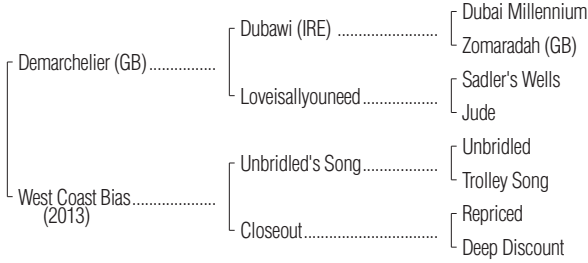 Dubai Millennium
Dubawi (IRE) ....................
Zomaradah (GB)
Demarchelier (GB)...............
Sadler's Wells
Loveisallyouneed...............
Jude
Unbridled
Unbridled's Song...............
Trolley Song
West Coast Bias..................
(2013)
Repriced
Closeout...........................
Deep Discount